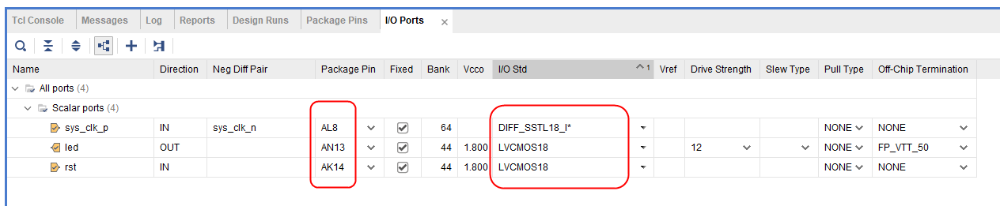 Tcl Console Messages Log Reports Design Runs Package Pins I/O Ports ×
Name Direction Neg Diff Pair Package Pin Fixed Bank Vcco I/O Std 1 Vref Drive Strength Slew Type Pull Type Off-Chip Termination
All ports (4)
Scalar ports (4)
sys_clk_p IN sys_clk_n AL8 64 DIFF_SSTL18_I* NONE NONE
led OUT AN13 44 1.800 LVCMOS18 12 NONE FP_VTT_50
rst IN AK14 44 1.800 LVCMOS18 NONE NONE